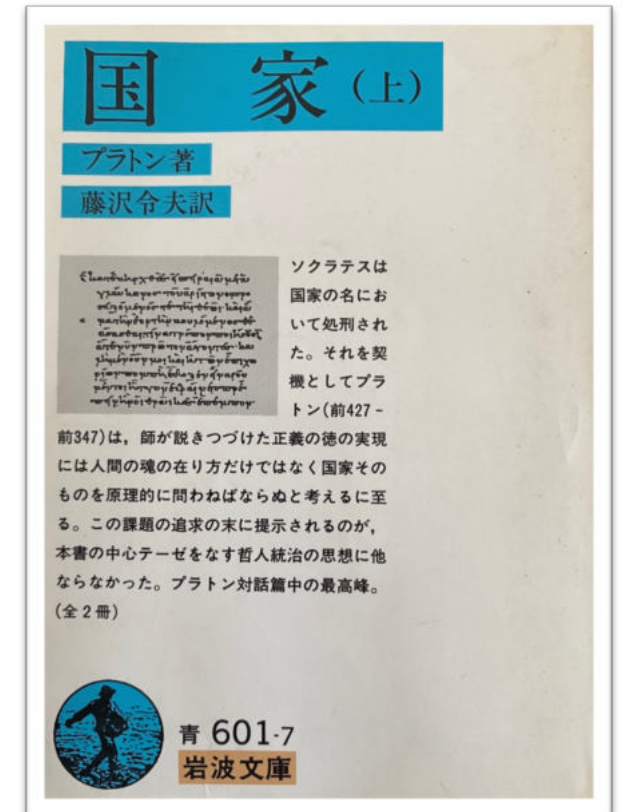 国 家(上)
プラトン著
藤沢令夫訳
ソクラテスは
国家の名にお
いて処刑され
た。それを契
機としてプラ
トン(前427-
前347)は，師が説きつづけた正義の徳の実現
には人間の魂の在り方だけではなく国家その
ものを原理的に問わねばならぬと考えるに至
る。この課題の追求の末に提示されるのが，
本書の中心テーゼをなす哲人統治の思想に他
ならなかった。プラトン対話篇中の最高峰。
(全2冊)
青 601-7
岩波文庫